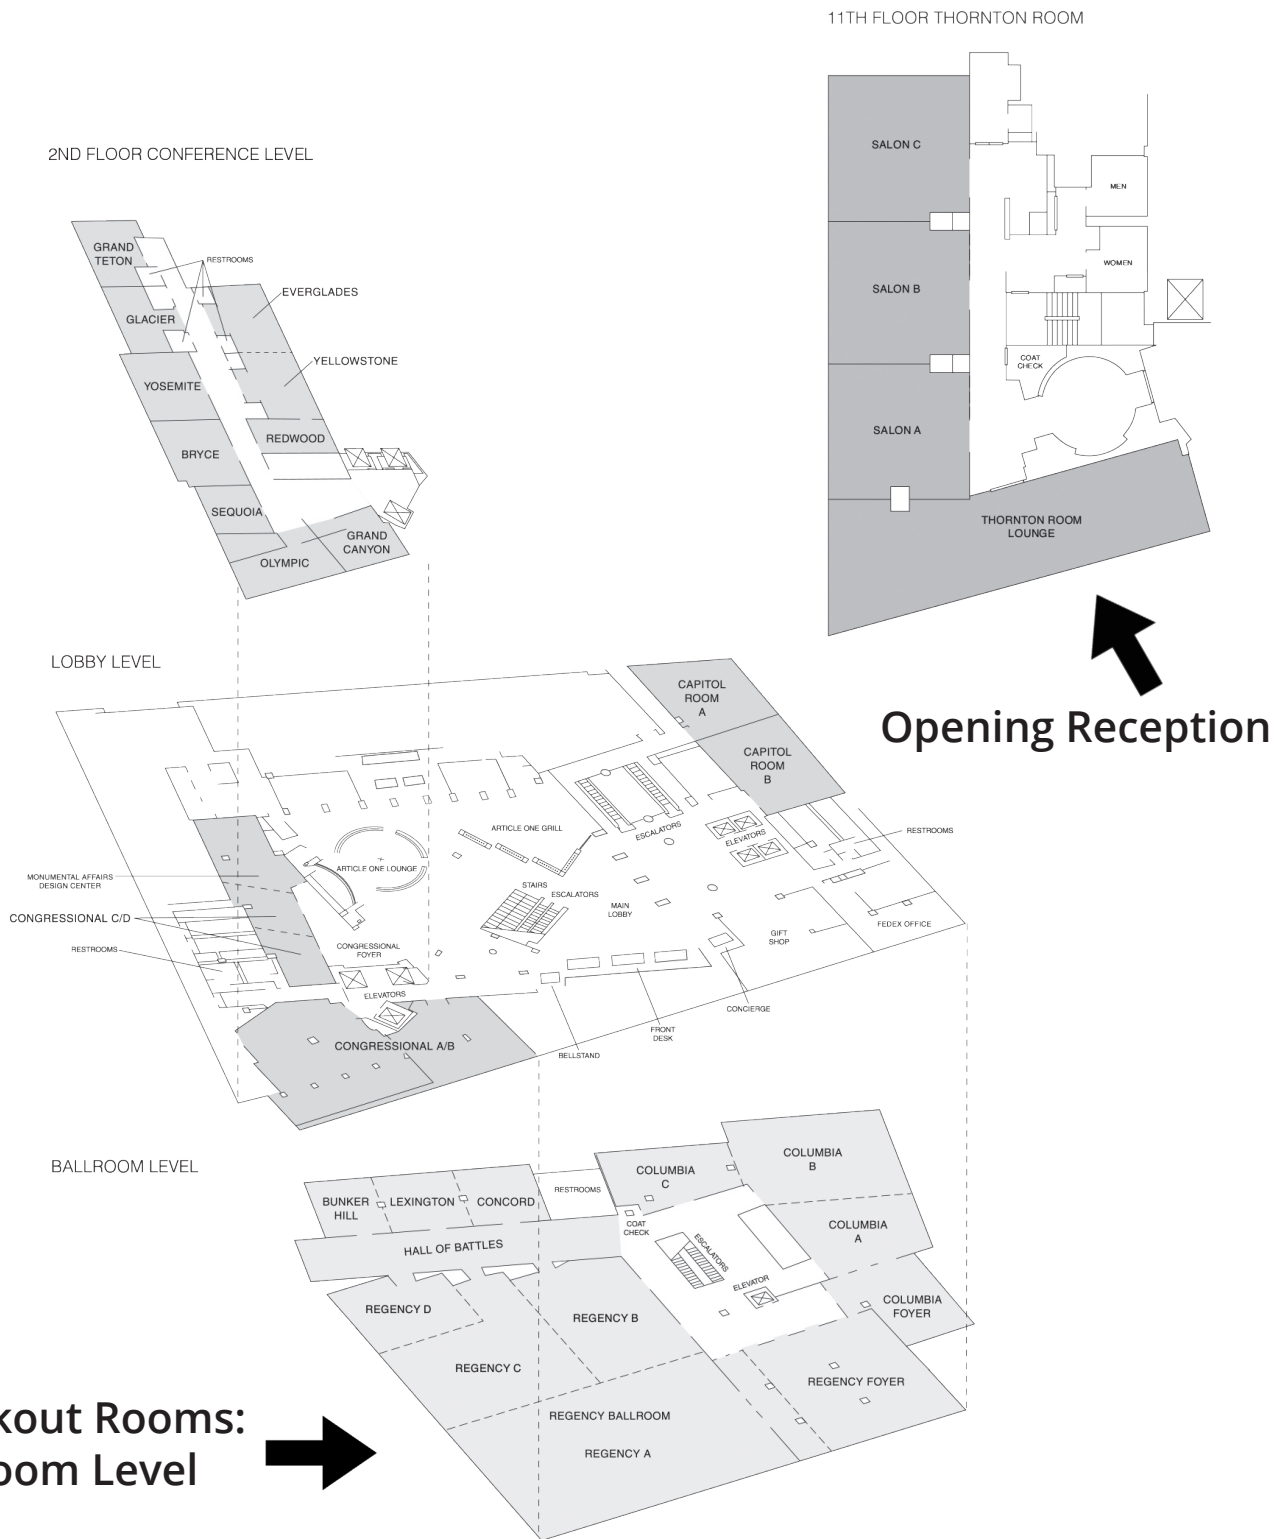 11TH FLOOR THORNTON ROOM
SALON C
MEN
SALON B
WOMEN
COAT
CHECK
SALON A
THORNTON ROOM
LOUNGE
Opening Reception
2ND FLOOR CONFERENCE LEVEL
GRAND
TETON
RESTROOMS
EVERGLADES
GLACIER
YELLOWSTONE
YOSEMITE
REDWOOD
BRYCE
SEQUOIA
GRAND
CANYON
OLYMPIC
LOBBY LEVEL
CAPITOL
ROOM
A
CAPITOL
ROOM
B
ARTICLE ONE GRILL
ESCALATORS
ELEVATORS
RESTROOMS
ARTICLE ONE LOUNGE
MONUMENTAL AFFAIRS
DESIGN CENTER
STAIRS
ESCALATORS
MAIN
LOBBY
CONGRESSIONAL C/D
FEDEX OFFICE
GIFT
SHOP
RESTROOMS
CONGRESSIONAL
FOYER
ELEVATORS
CONCIERGE
FRONT
DESK
CONGRESSIONAL A/B
BELLSTAND
BALLROOM LEVEL
COLUMBIA
B
COLUMBIA
C
RESTROOMS
BUNKER
HILL
LEXINGTON
CONCORD
COAT
CHECK
COLUMBIA
A
HALL OF BATTLES
ESCALATORS
ELEVATOR
COLUMBIA
FOYER
REGENCY D
REGENCY B
REGENCY C
REGENCY FOYER
REGENCY BALLROOM
REGENCY A
kout Rooms:
oom Level